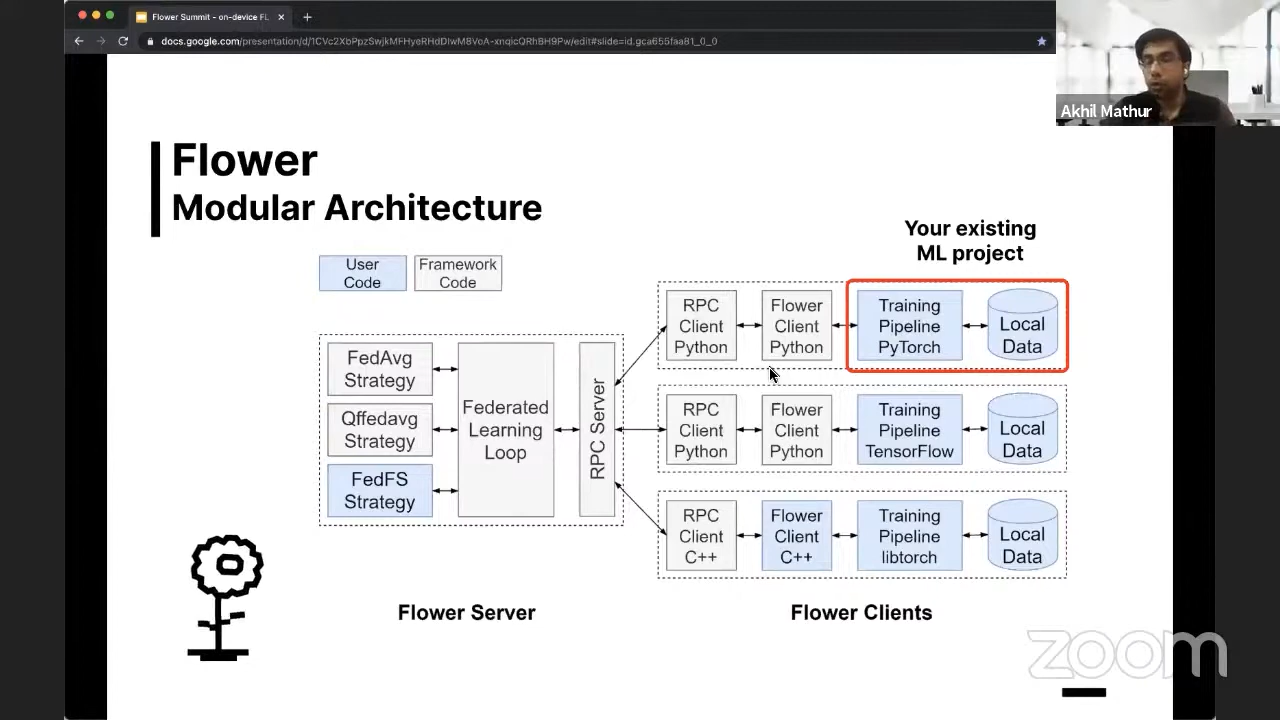 Flower Summit - on-device FL
docs.google.com/presentation/d/1CVc2XbPpzSwjkMFHyeRHdDlwM8VoA-xnqicQRhBH9Pw/edit#slide=id.gca655faa81_0_0
Akhil Mathur
Flower
Modular Architecture
Your existing
ML project
User
Code
Framework
Code
FedAvg
Strategy
Qffedavg
Strategy
FedFS
Strategy
Federated
Learning
Loop
RPC Server
RPC
Client
Python
Flower
Client
Python
Training
Pipeline
PyTorch
Local
Data
RPC
Client
Python
Flower
Client
Python
Training
Pipeline
TensorFlow
Local
Data
RPC
Client
C++
Flower
Client
C++
Training
Pipeline
libtorch
Local
Data
Flower Server
Flower Clients
zoom